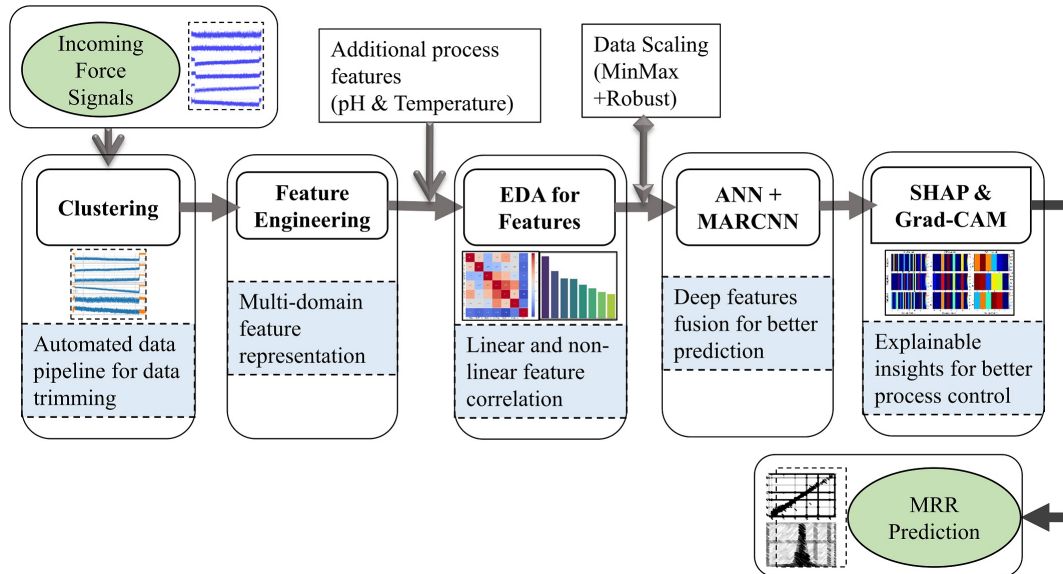 Incoming
Force
Signals
Additional process
features
(pH & Temperature)
Data Scaling
(MinMax
+Robust)
Clustering
Feature
Engineering
EDA for
Features
ANN +
MARCNN
SHAP &
Grad-CAM
Automated data
pipeline for data
trimming
Multi-domain
feature
representation
Linear and non-
linear feature
correlation
Deep features
fusion for better
prediction
Explainable
insights for better
process control
MRR
Prediction